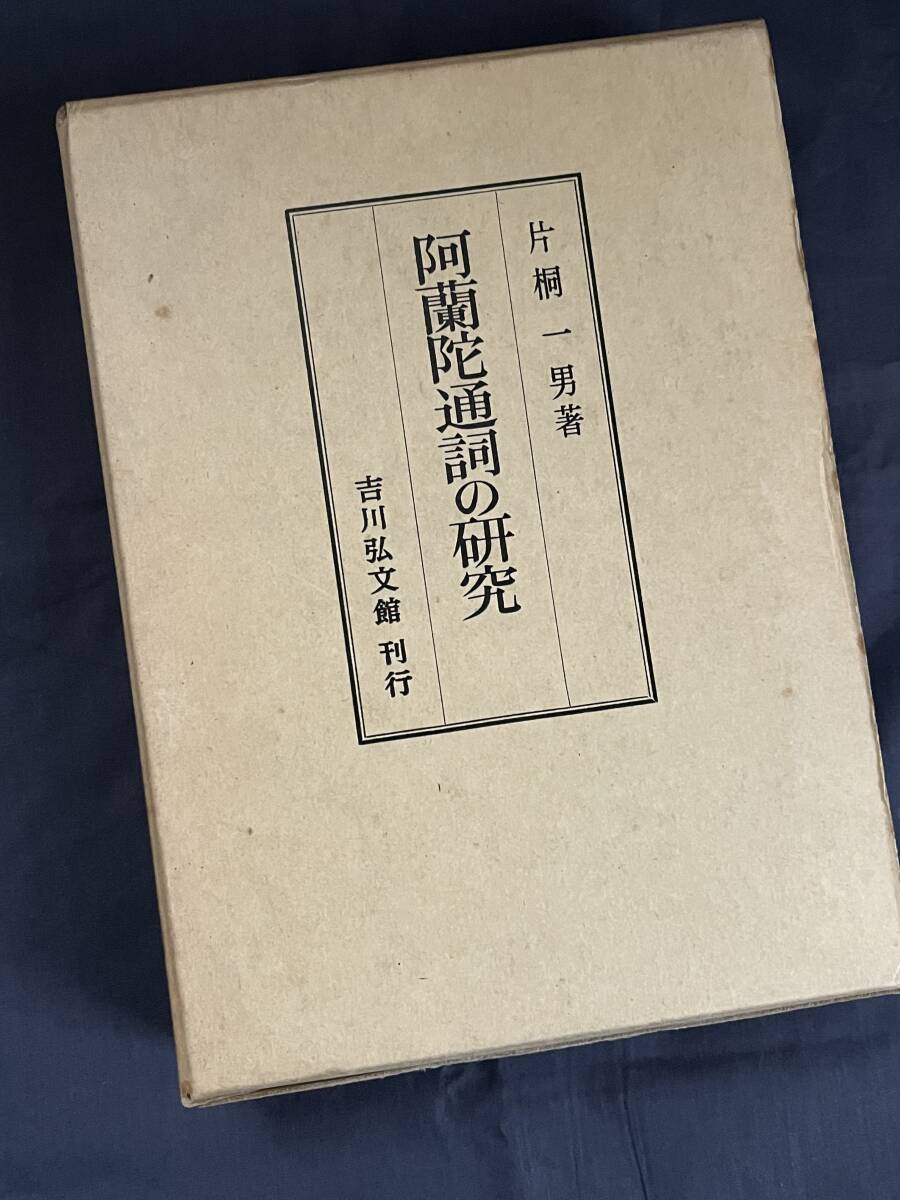 片桐一男著
阿蘭陀通詞の研究
吉川弘文館 刊行